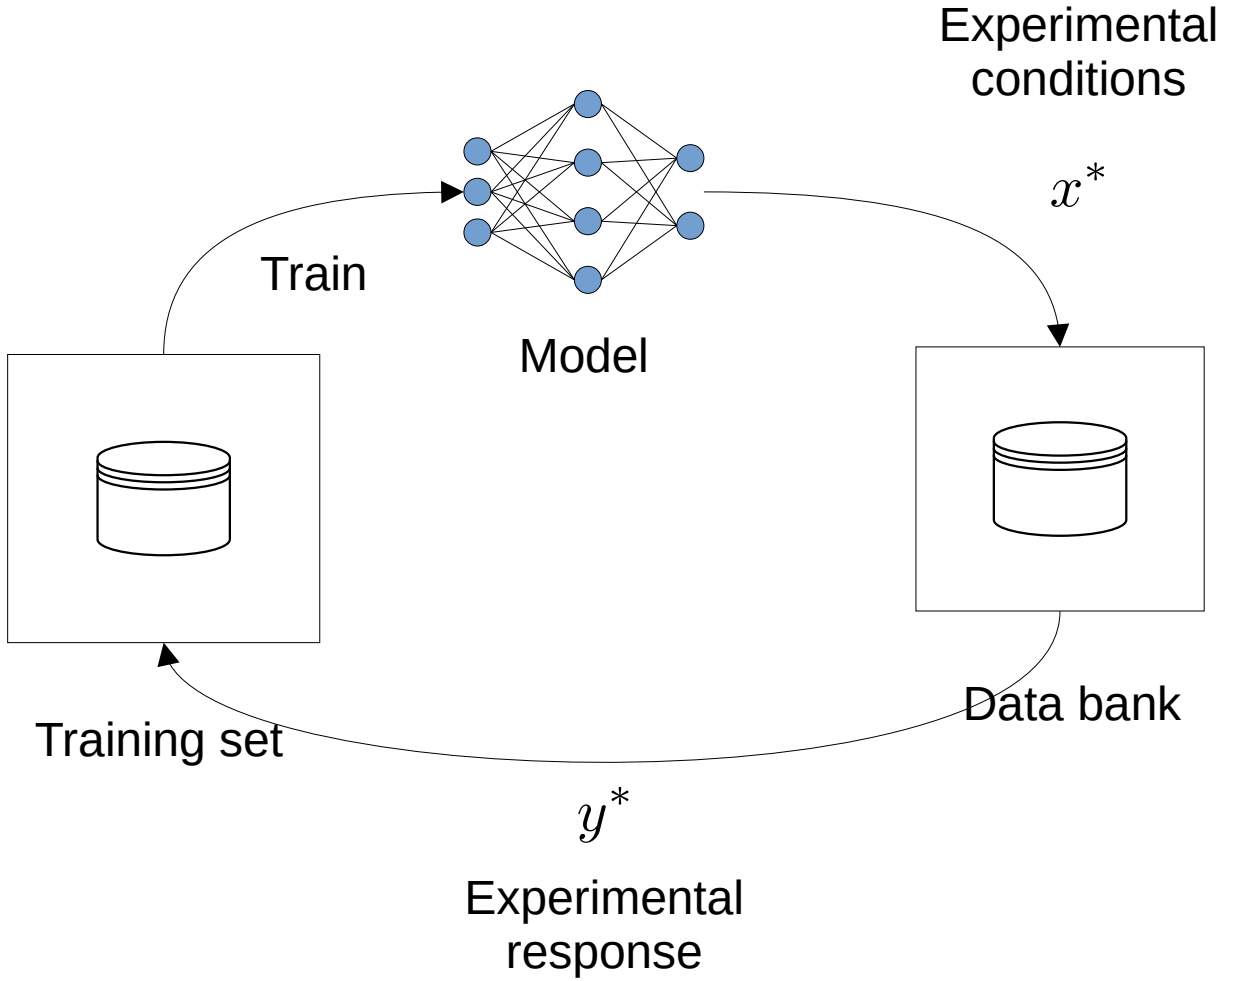 Experimental
conditions
x*
Train
Model
Data bank
Training set
y*
Experimental
response